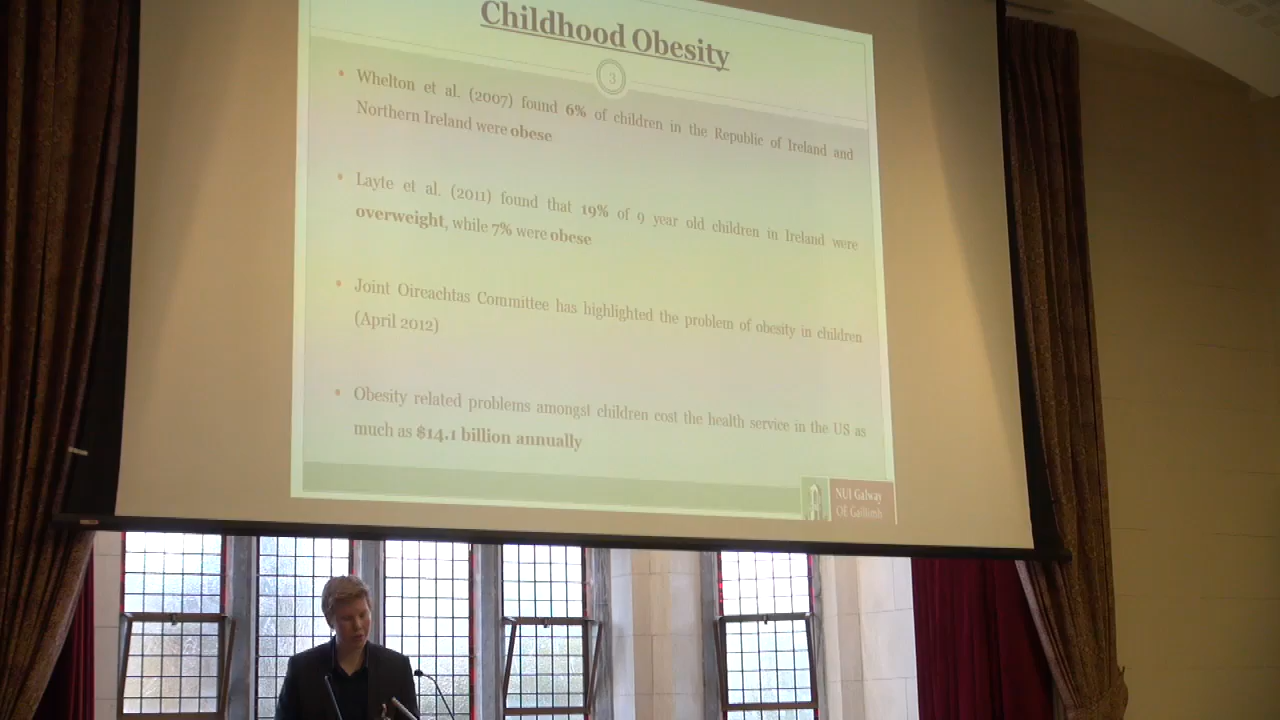 Childhood Obesity
3
• Whelton et al. (2007) found 6% of children in the Republic of Ireland and
Northern Ireland were obese
• Layte et al. (2011) found that 19% of 9 year old children in Ireland were
overweight, while 7% were obese
• Joint Oireachtas Committee has highlighted the problem of obesity in children
(April 2012)
• Obesity related problems amongst children cost the health service in the US as
much as $14.1 billion annually
NUI Galway
OÉ Gaillimh